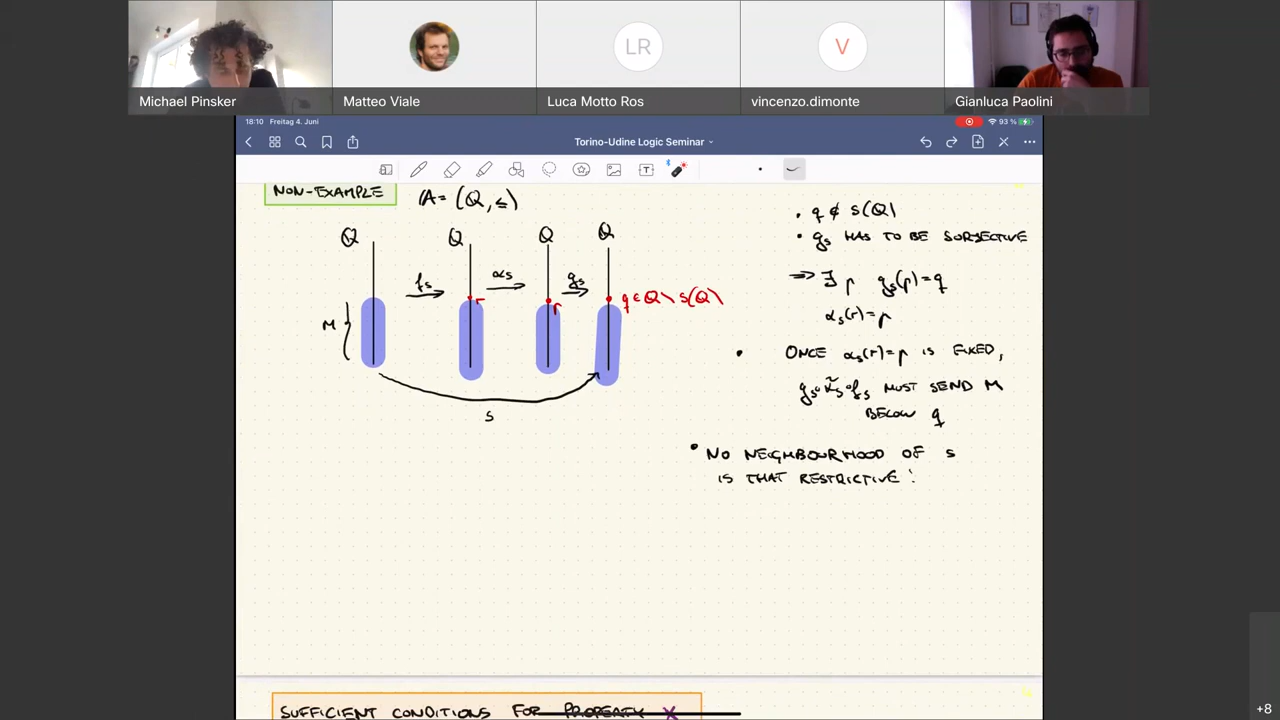 LR
V
Michael Pinsker
Matteo Viale
Luca Motto Ros
vincenzo.dimonte
Gianluca Paolini
18:10 Freitag 4. Juni
93 %
Torino-Udine Logic Seminar
NON-EXAMPLE
A = (Q, ≤)
Q Q Q Q
fs αs gs
r r q ∈ Q \ s(Q)
M
s
• q ∉ s(Q)
• gs HAS TO BE SURJECTIVE
⇒ ∃ p gs(p) = q
αs(r) = p
• ONCE αs(r) = p IS FIXED,
gs∘α̃s∘fs MUST SEND M
BELOW q
• NO NEIGHBOURHOOD OF s
IS THAT RESTRICTIVE !
SUFFICIENT CONDITIONS FOR PROPERTY X
+8